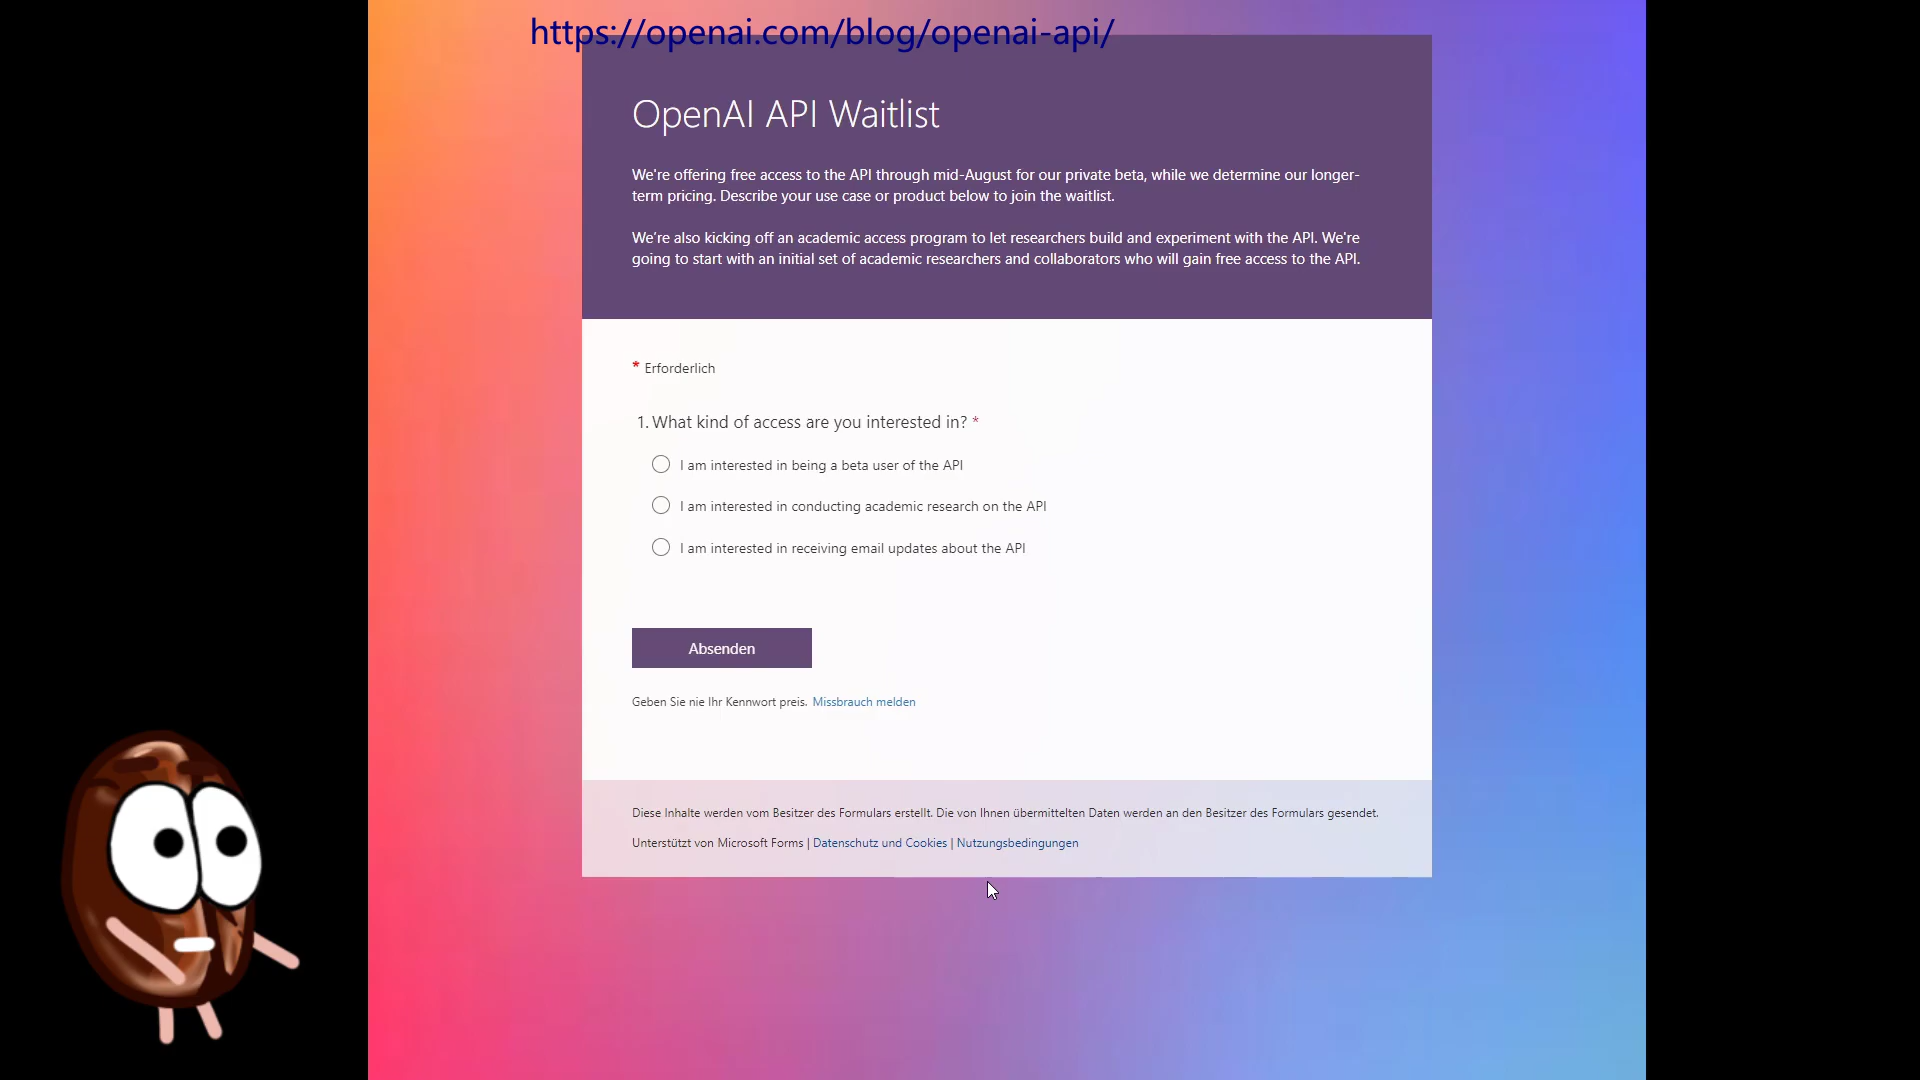 https://openai.com/blog/openai-api/
OpenAI API Waitlist
We're offering free access to the API through mid-August for our private beta, while we determine our longer-
term pricing. Describe your use case or product below to join the waitlist.
We’re also kicking off an academic access program to let researchers build and experiment with the API. We're
going to start with an initial set of academic researchers and collaborators who will gain free access to the API.
* Erforderlich
1. What kind of access are you interested in? *
I am interested in being a beta user of the API
I am interested in conducting academic research on the API
I am interested in receiving email updates about the API
Absenden
Geben Sie nie Ihr Kennwort preis. Missbrauch melden
Diese Inhalte werden vom Besitzer des Formulars erstellt. Die von Ihnen übermittelten Daten werden an den Besitzer des Formulars gesendet.
Unterstützt von Microsoft Forms | Datenschutz und Cookies | Nutzungsbedingungen